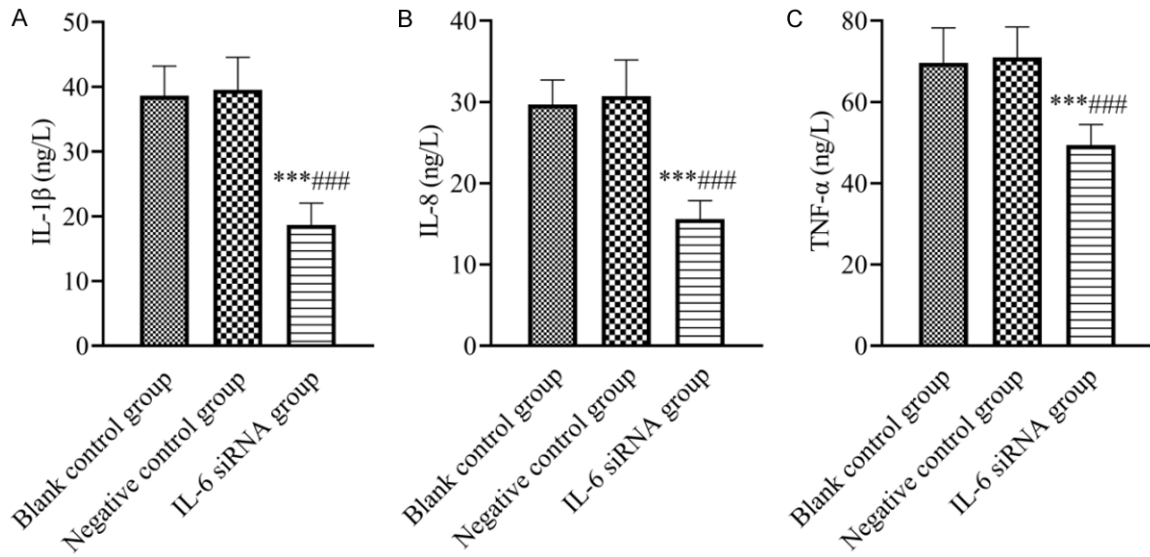 A
IL-1β (ng/L)
50
40
30
20
10
0
***###
Blank control group
Negative control group
IL-6 siRNA group
B
IL-8 (ng/L)
40
30
20
10
0
***###
Blank control group
Negative control group
IL-6 siRNA group
C
TNF-α (ng/L)
80
60
40
20
0
***###
Blank control group
Negative control group
IL-6 siRNA group